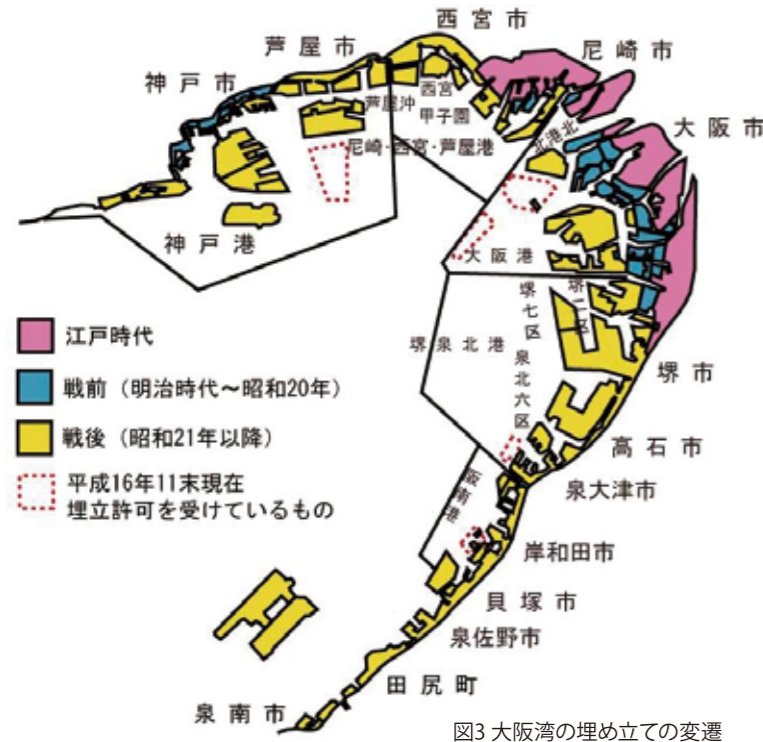 西宮市
芦屋市
尼崎市
神戸市
西宮
芦屋沖
甲子園
北港北
大阪市
尼崎・西宮・芦屋港
神戸港
大阪港
堺七区
堺二区
堺泉北港
泉北六区
堺市
江戸時代
戦前（明治時代～昭和20年）
戦後（昭和21年以降）
平成16年11末現在
埋立許可を受けているもの
高石市
泉大津市
阪南港
岸和田市
貝塚市
泉佐野市
田尻町
泉南市
図3 大阪湾の埋め立ての変遷